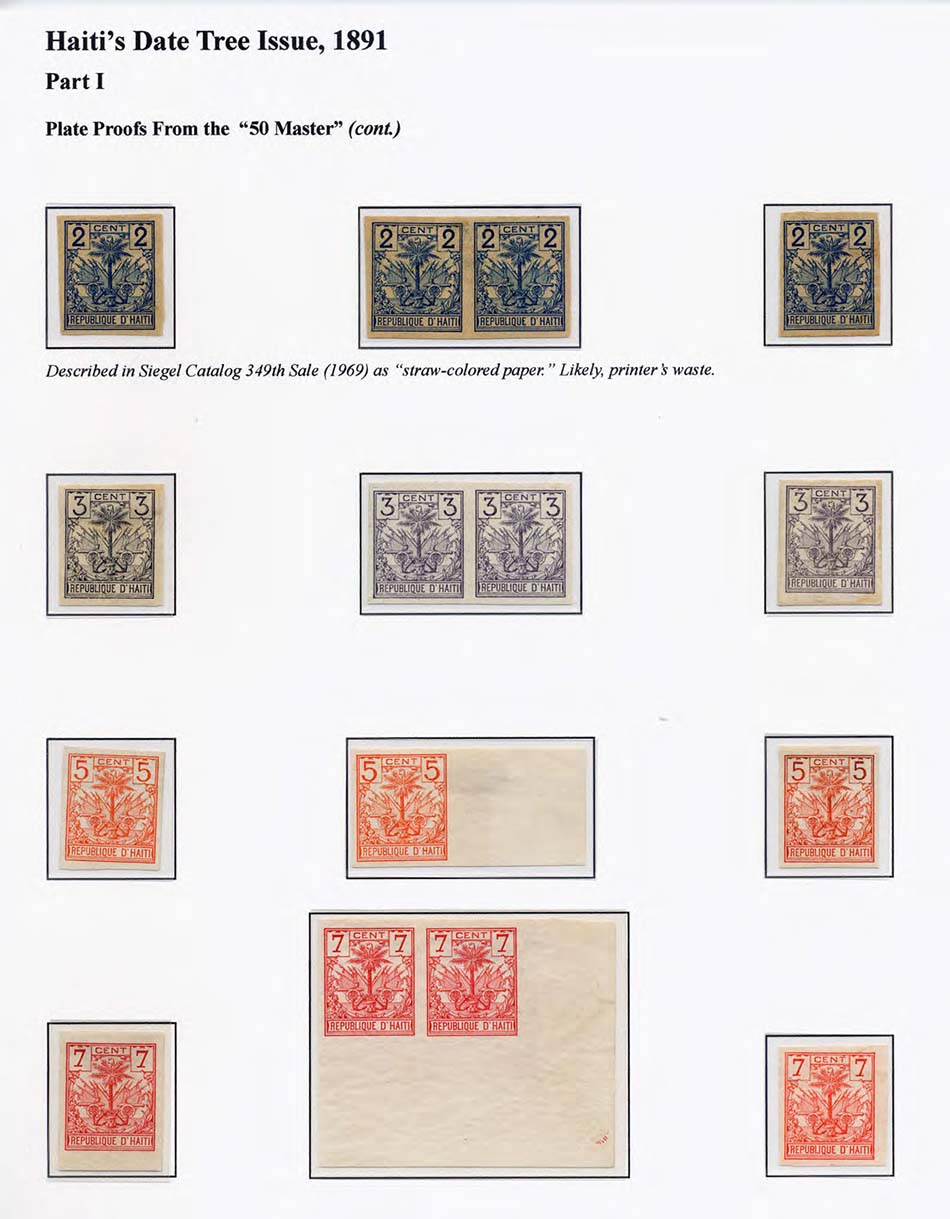 Haiti's Date Tree Issue, 1891
Part I
Plate Proofs From the "50 Master" (cont.)
2 CENT 2
REPUBLIQUE D'HAITI
2 CENT 2 2 CENT 2
REPUBLIQUE D'HAITI REPUBLIQUE D'HAITI
2 CENT 2
REPUBLIQUE D'HAITI
Described in Siegel Catalog 349th Sale (1969) as "straw-colored paper." Likely, printer's waste.
3 CENT 3
REPUBLIQUE D'HAITI
3 CENT 3 3 CENT 3
REPUBLIQUE D'HAITI REPUBLIQUE D'HAITI
3 CENT 3
REPUBLIQUE D'HAITI
5 CENT 5
REPUBLIQUE D'HAITI
5 CENT 5
REPUBLIQUE D'HAITI
5 CENT 5
REPUBLIQUE D'HAITI
7 CENT 7 7 CENT 7
REPUBLIQUE D'HAITI REPUBLIQUE D'HAITI
7 CENT 7
REPUBLIQUE D'HAITI
7 CENT 7
REPUBLIQUE D'HAITI